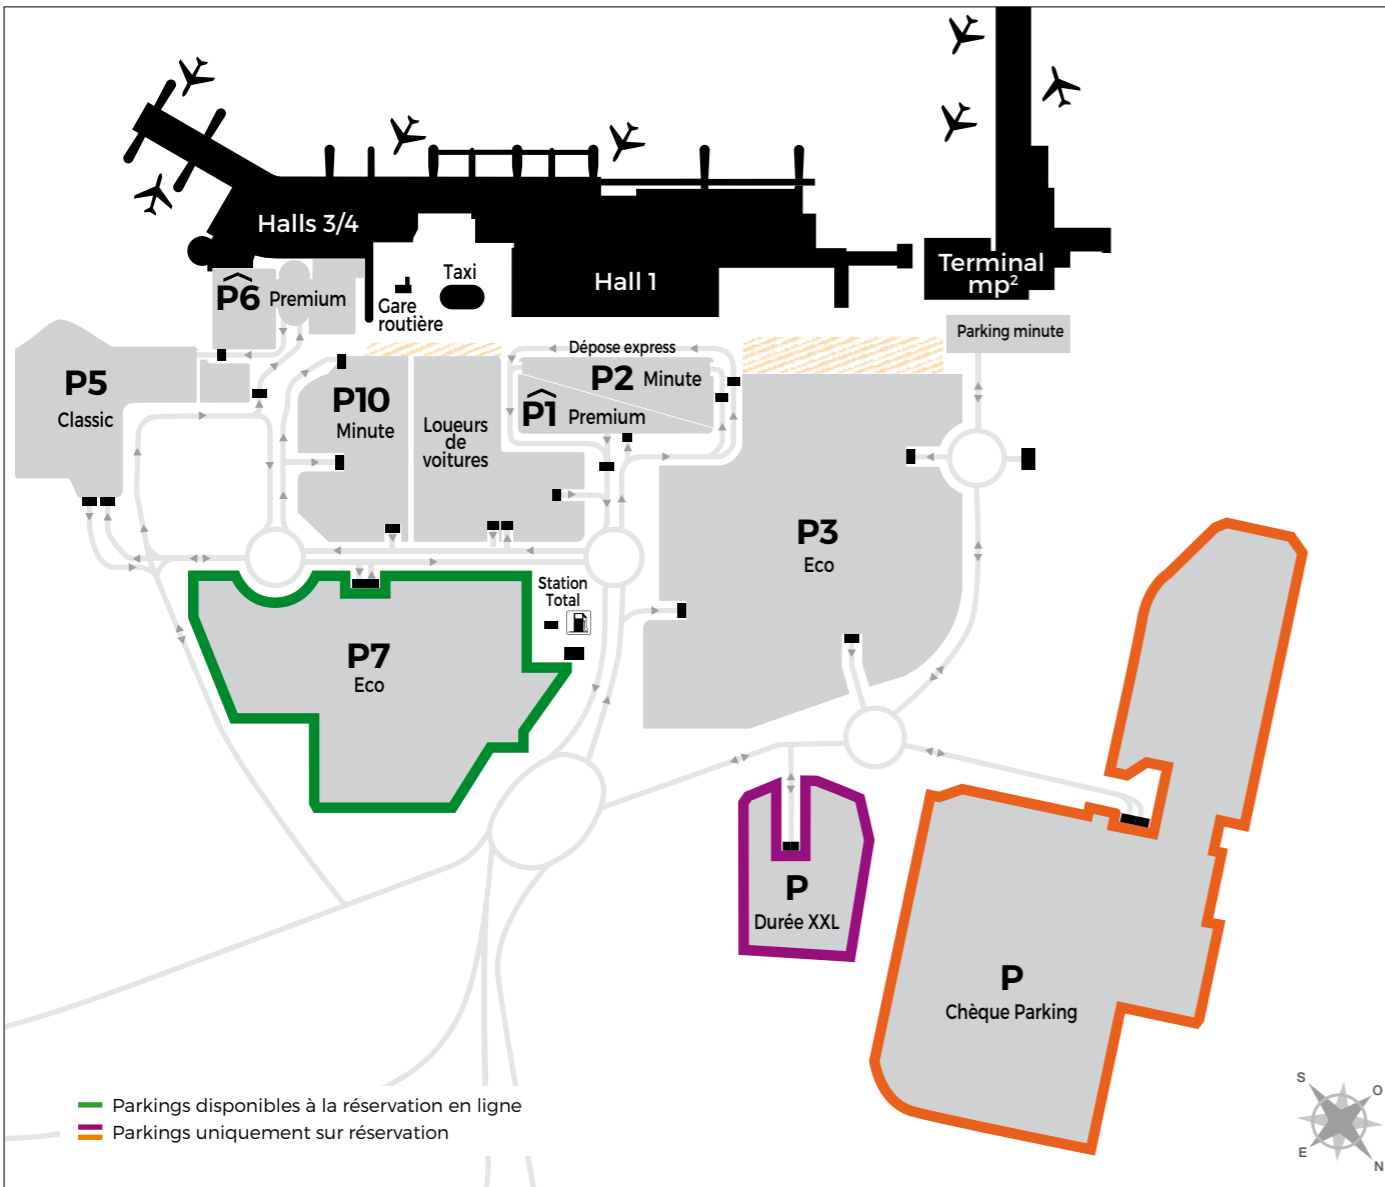 Halls 3/4
Hall 1
Terminal
mp²
P6 Premium
Gare
routière
Taxi
Parking minute
Dépose express
P5
Classic
P10
Minute
Loueurs
de
voitures
P2 Minute
P1 Premium
P3
Eco
Station
Total
P7
Eco
P
Durée XXL
P
Chèque Parking
Parkings disponibles à la réservation en ligne
Parkings uniquement sur réservation
S
O
E
N